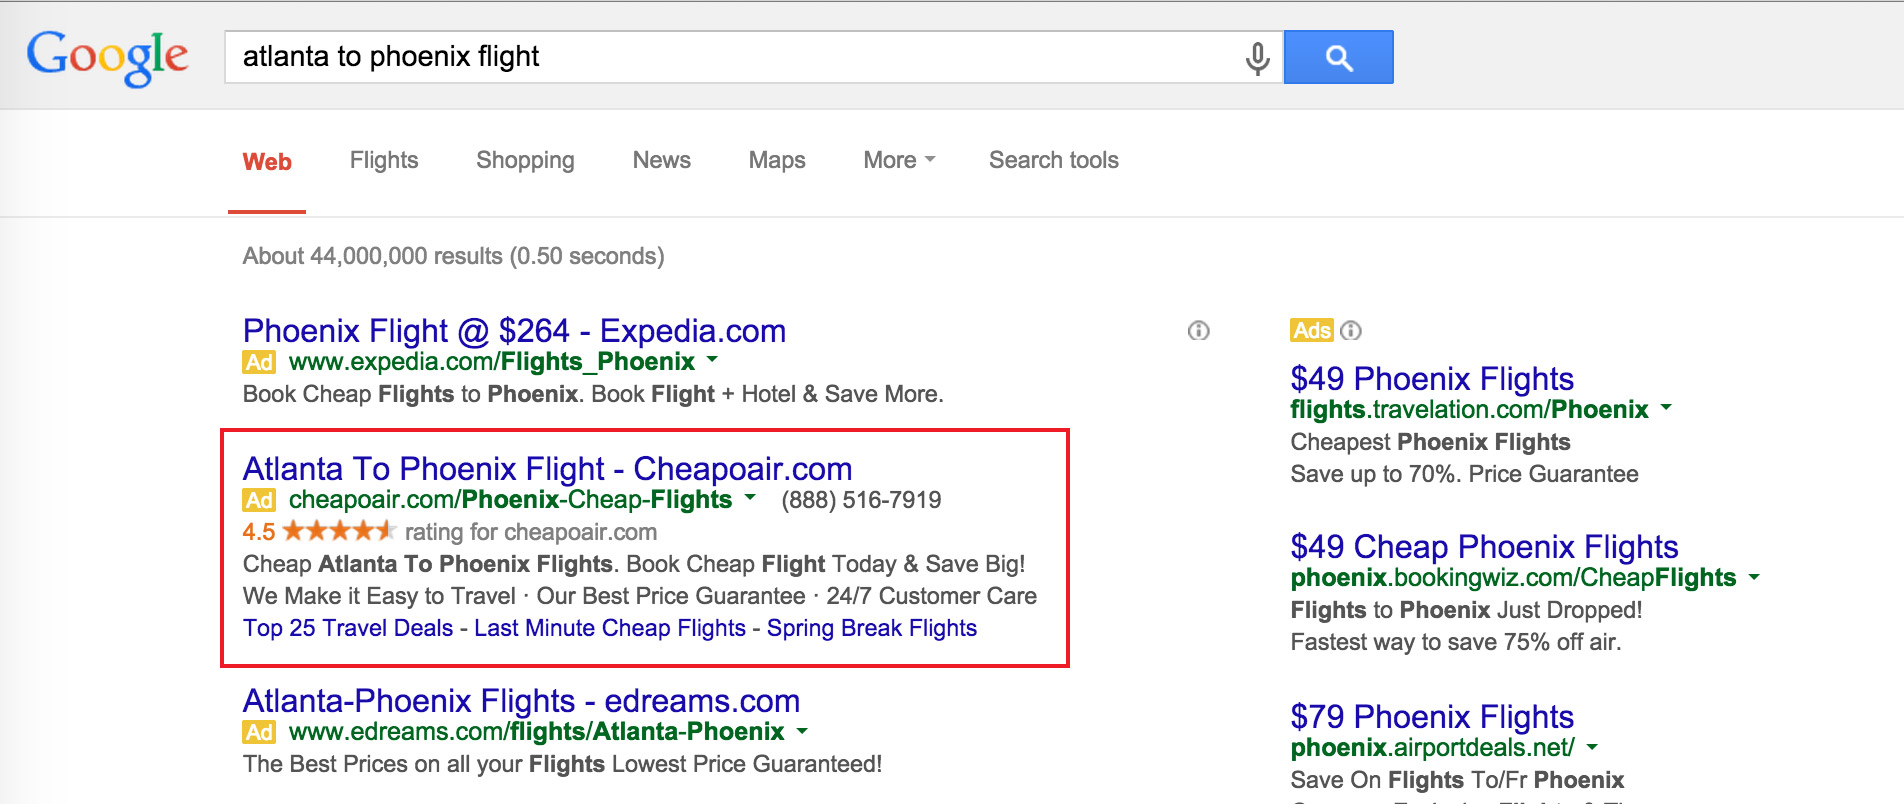 Google
atlanta to phoenix flight
Web Flights Shopping News Maps More Search tools
About 44,000,000 results (0.50 seconds)
Phoenix Flight @ $264 - Expedia.com
Ad www.expedia.com/Flights_Phoenix
Book Cheap Flights to Phoenix. Book Flight + Hotel & Save More.
Atlanta To Phoenix Flight - Cheapoair.com
Ad cheapoair.com/Phoenix-Cheap-Flights (888) 516-7919
4.5 rating for cheapoair.com
Cheap Atlanta To Phoenix Flights. Book Cheap Flight Today & Save Big!
We Make it Easy to Travel · Our Best Price Guarantee · 24/7 Customer Care
Top 25 Travel Deals - Last Minute Cheap Flights - Spring Break Flights
Atlanta-Phoenix Flights - edreams.com
Ad www.edreams.com/flights/Atlanta-Phoenix
The Best Prices on all your Flights Lowest Price Guaranteed!
Ads
$49 Phoenix Flights
flights.travelation.com/Phoenix
Cheapest Phoenix Flights
Save up to 70%. Price Guarantee
$49 Cheap Phoenix Flights
phoenix.bookingwiz.com/CheapFlights
Flights to Phoenix Just Dropped!
Fastest way to save 75% off air.
$79 Phoenix Flights
phoenix.airportdeals.net/
Save On Flights To/Fr Phoenix